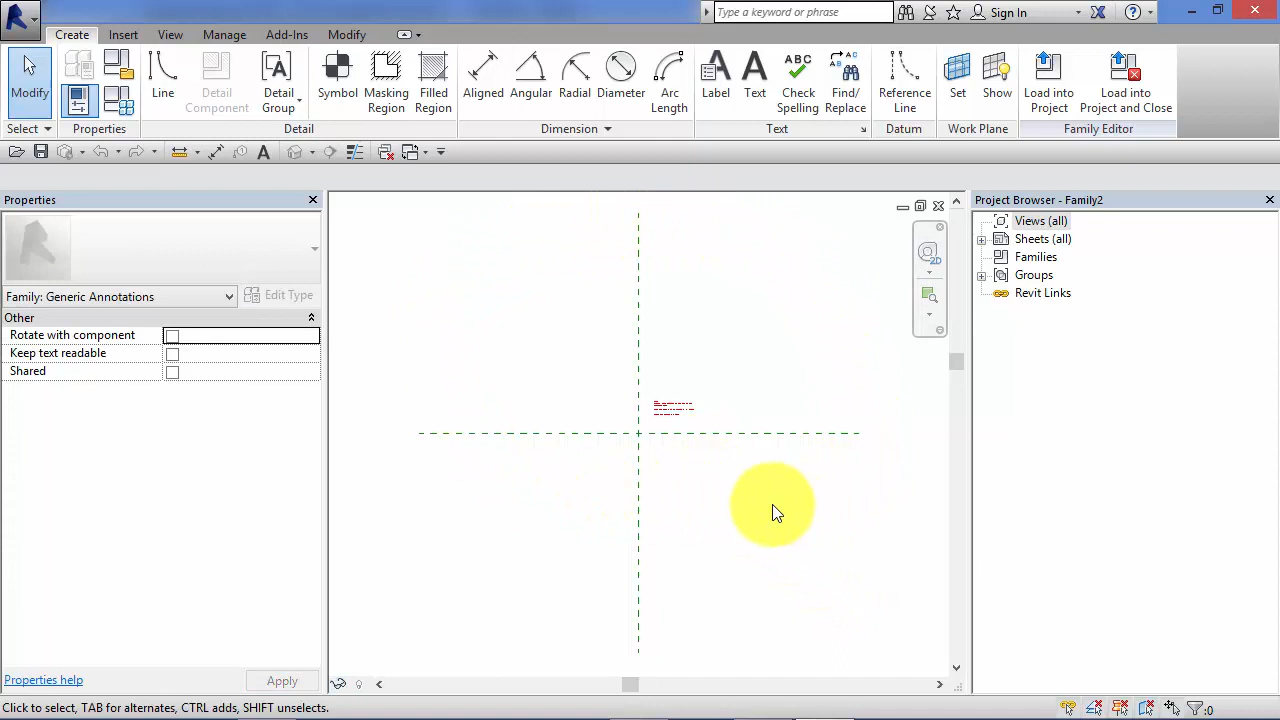 Type a keyword or phrase
Sign In
Create Insert View Manage Add-Ins Modify
Modify
Line
Detail Component
Detail Group
Symbol
Masking Region
Filled Region
Aligned
Angular
Radial
Diameter
Arc Length
Label
A
Text
ABC
Check Spelling
Find/ Replace
Reference Line
Set
Show
Load into Project
Load into Project and Close
Select Properties Detail Dimension Text Datum Work Plane Family Editor
Properties
Project Browser - Family2
Views (all)
Sheets (all)
Families
Groups
Revit Links
2D
Family: Generic Annotations
Edit Type
Other
Rotate with component
Keep text readable
Shared
Properties help
Apply
Click to select, TAB for alternates, CTRL adds, SHIFT unselects.
:0